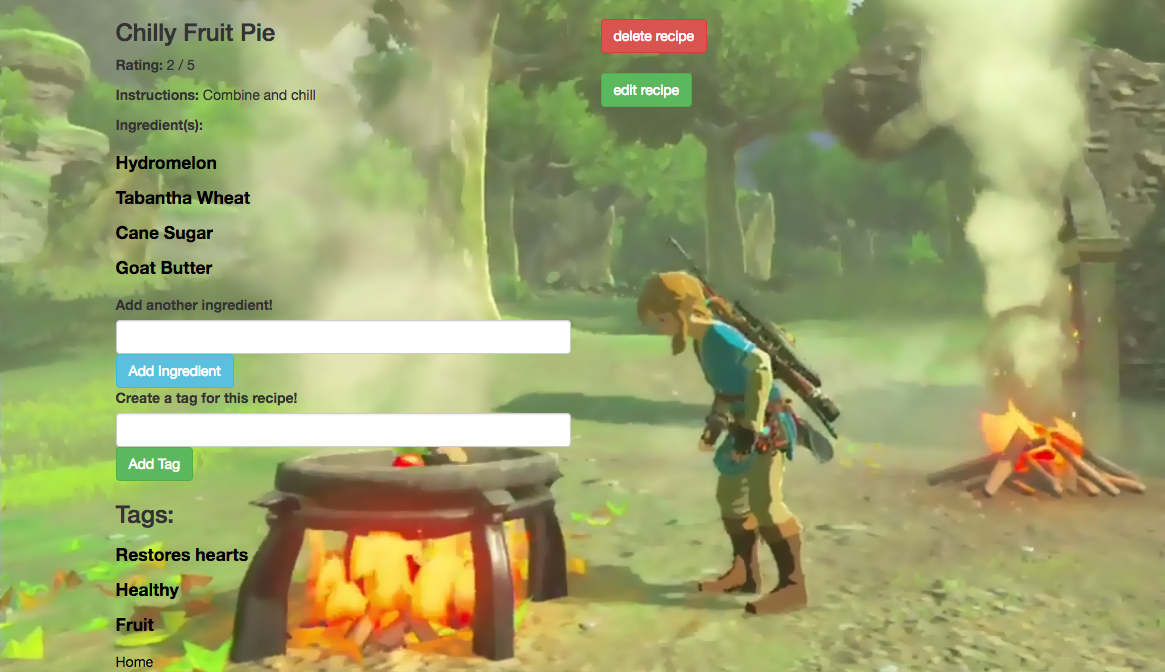 Chilly Fruit Pie
delete recipe
Rating: 2 / 5
edit recipe
Instructions: Combine and chill
Ingredient(s):
Hydromelon
Tabantha Wheat
Cane Sugar
Goat Butter
Add another ingredient!
Add Ingredient
Create a tag for this recipe!
Add Tag
Tags:
Restores hearts
Healthy
Fruit
Home